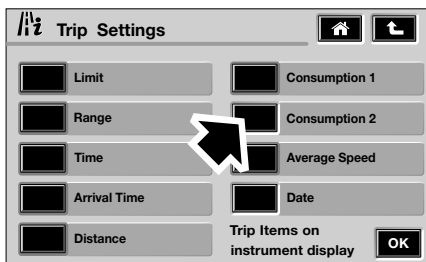 Trip Settings
Limit
Range
Time
Arrival Time
Distance
Consumption 1
Consumption 2
Average Speed
Date
Trip Items on
instrument display
OK